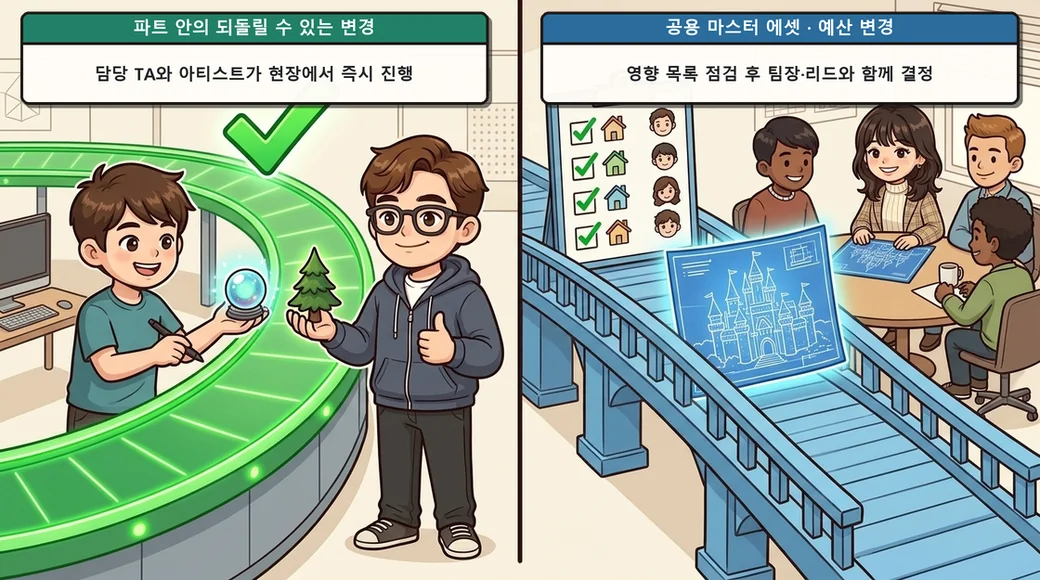 파트 안의 되돌릴 수 있는 변경
담당 TA와 아티스트가 현장에서 즉시 진행
공용 마스터 에셋 · 예산 변경
영향 목록 점검 후 팀장·리드와 함께 결정